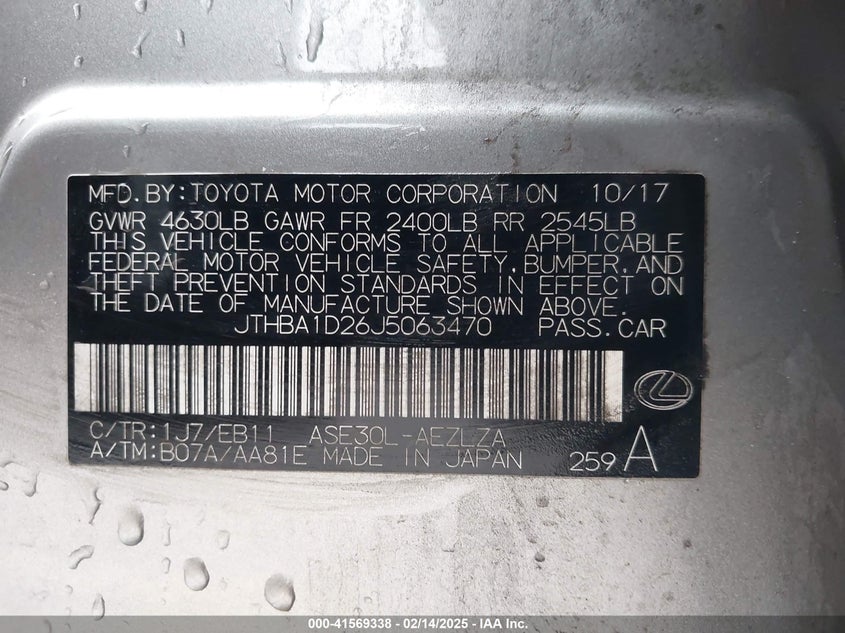 MFD.BY:TOYOTA MOTOR CORPORATION 10/17
GVWR 4630LB GAWR FR 2400LB RR 2545LB
THIS VEHICLE CONFORMS TO ALL APPLICABLE
FEDERAL MOTOR VEHICLE SAFETY,BUMPER,AND
THEFT PREVENTION STANDARDS IN EFFECT ON
THE DATE OF MANUFACTURE SHOWN ABOVE.
JTHBA1D26J5063470 PASS.CAR
C/TR:1J7/EB11 ASE30L-AEZLZA
A/TM:B07A/AA81E MADE IN JAPAN 259 A
000-41569338 - 02/14/2025 - IAA Inc.